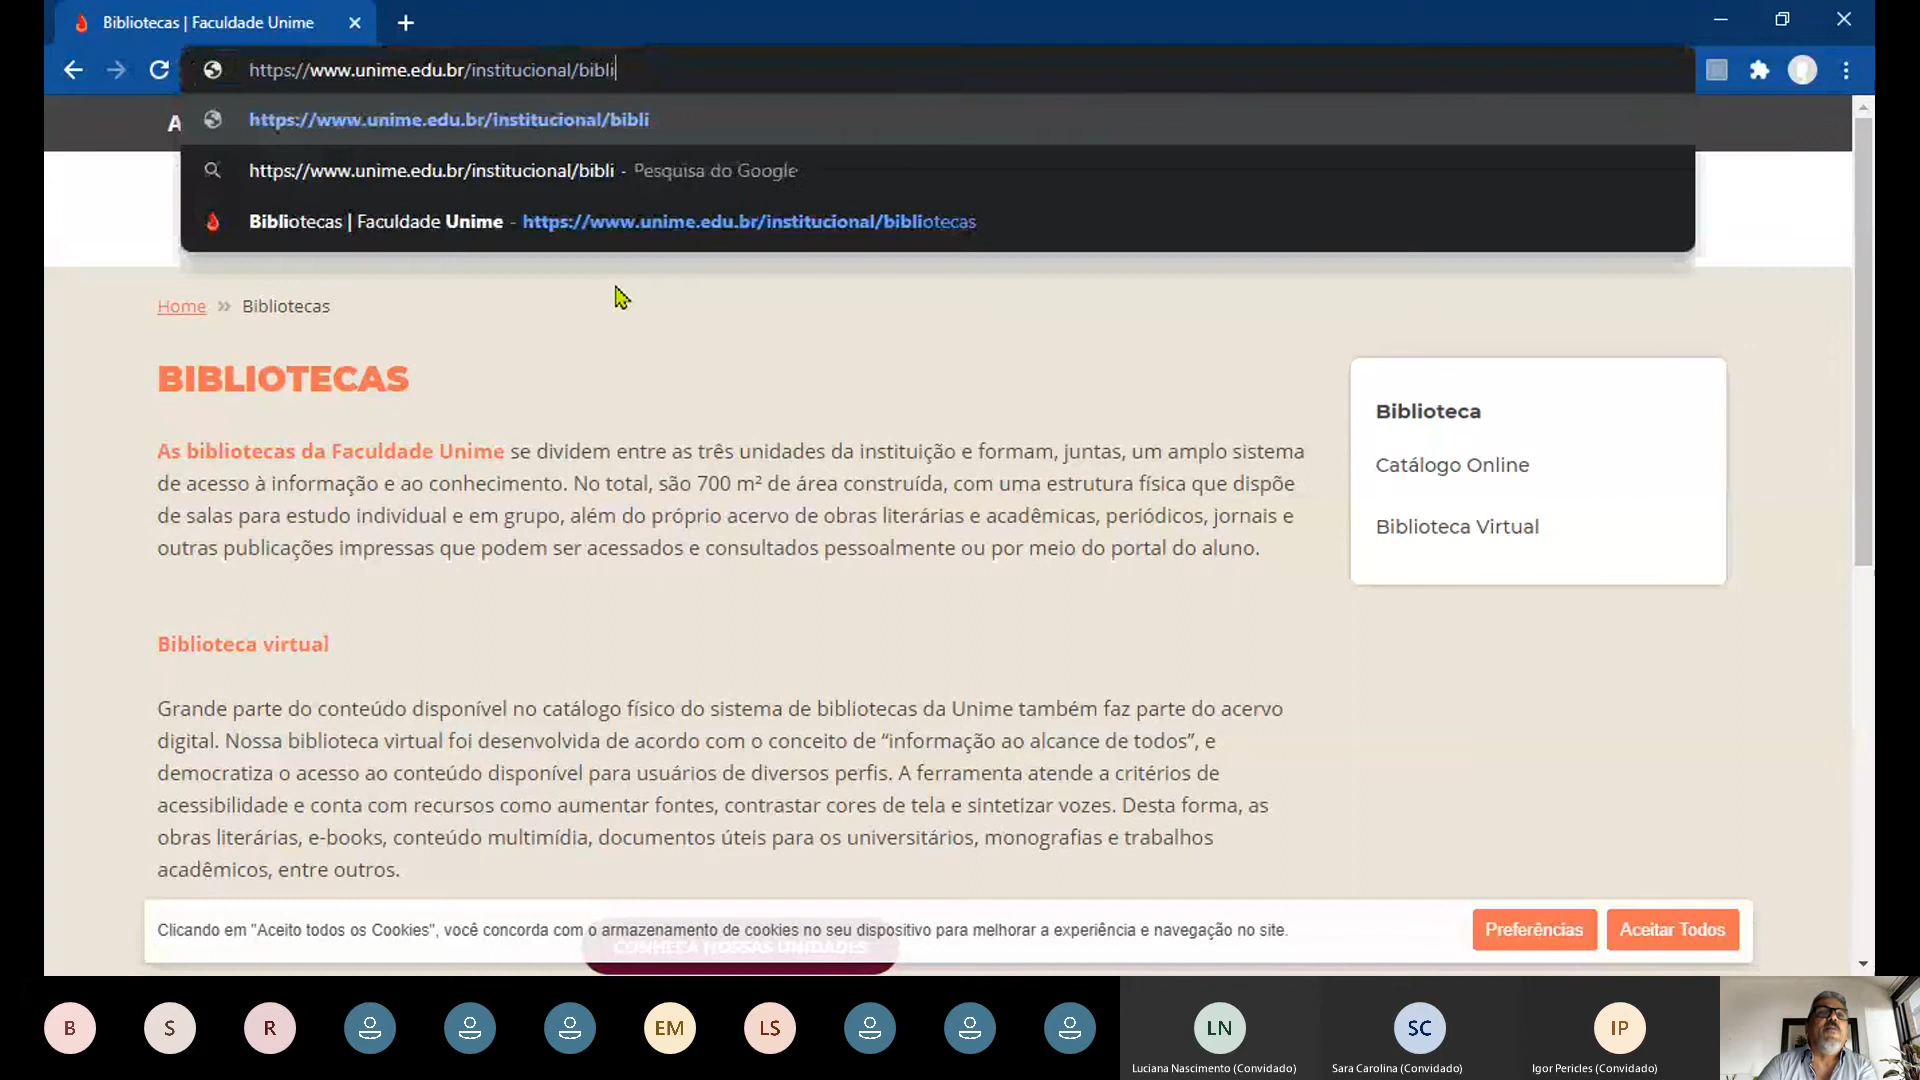 Bibliotecas | Faculdade Unime
https://www.unime.edu.br/institucional/bibli
A
https://www.unime.edu.br/institucional/bibli
https://www.unime.edu.br/institucional/bibli - Pesquisa do Google
Bibliotecas | Faculdade Unime - https://www.unime.edu.br/institucional/bibliotecas
Home » Bibliotecas
BIBLIOTECAS
As bibliotecas da Faculdade Unime se dividem entre as três unidades da instituição e formam, juntas, um amplo sistema
de acesso à informação e ao conhecimento. No total, são 700 m² de área construída, com uma estrutura física que dispõe
de salas para estudo individual e em grupo, além do próprio acervo de obras literárias e acadêmicas, periódicos, jornais e
outras publicações impressas que podem ser acessados e consultados pessoalmente ou por meio do portal do aluno.
Biblioteca
Catálogo Online
Biblioteca Virtual
Biblioteca virtual
Grande parte do conteúdo disponível no catálogo físico do sistema de bibliotecas da Unime também faz parte do acervo
digital. Nossa biblioteca virtual foi desenvolvida de acordo com o conceito de “informação ao alcance de todos”, e
democratiza o acesso ao conteúdo disponível para usuários de diversos perfis. A ferramenta atende a critérios de
acessibilidade e conta com recursos como aumentar fontes, contrastar cores de tela e sintetizar vozes. Desta forma, as
obras literárias, e-books, conteúdo multimídia, documentos úteis para os universitários, monografias e trabalhos
acadêmicos, entre outros.
Clicando em "Aceito todos os Cookies", você concorda com o armazenamento de cookies no seu dispositivo para melhorar a experiência e navegação no site.
Preferências
Aceitar Todos
CONHEÇA NOSSAS UNIDADES
B S R EM LS LN SC IP
Luciana Nascimento (Convidado)
Sara Carolina (Convidado)
Igor Pericles (Convidado)